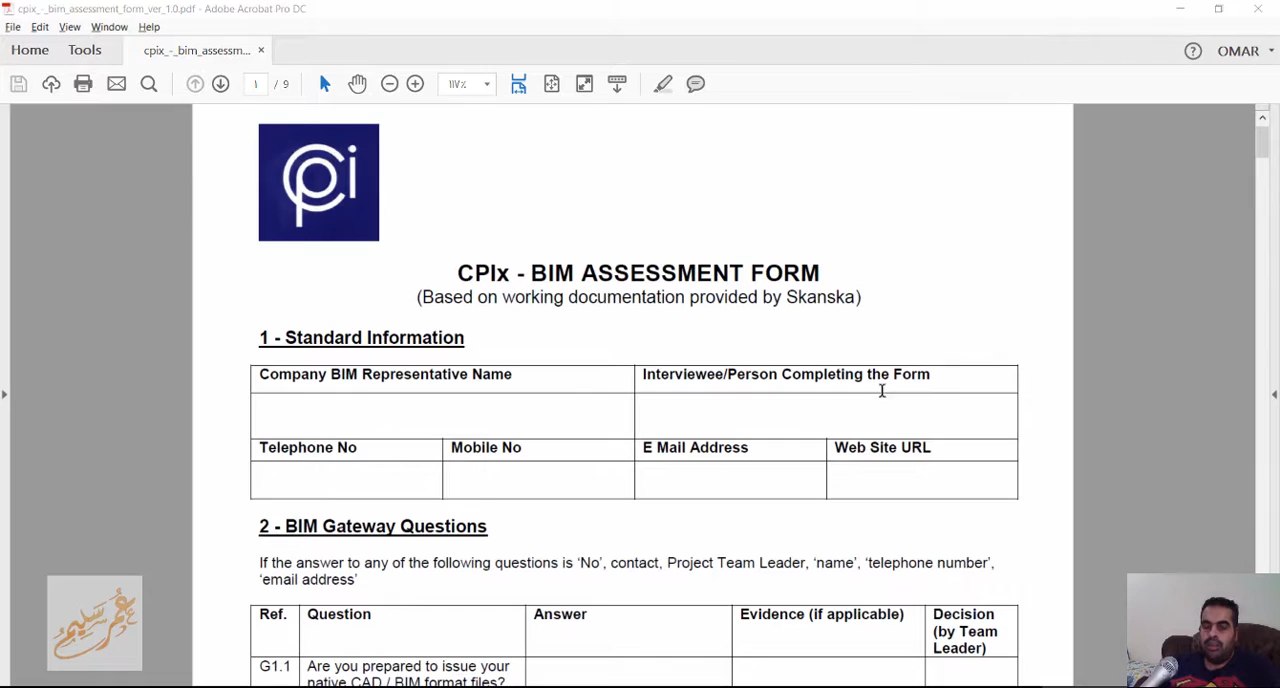 cpix_-_bim_assessment_form_ver_1.0.pdf - Adobe Acrobat Pro DC
File Edit View Window Help
Home Tools cpix_-_bim_assessm... × OMAR
١ / 9 ١١٧٪
cpi
CPIx - BIM ASSESSMENT FORM
(Based on working documentation provided by Skanska)
1 - Standard Information
Company BIM Representative Name Interviewee/Person Completing the Form
Telephone No Mobile No E Mail Address Web Site URL
2 - BIM Gateway Questions
If the answer to any of the following questions is ‘No’, contact, Project Team Leader, ‘name’, ‘telephone number’,
‘email address’
Ref. Question Answer Evidence (if applicable) Decision
(by Team
Leader)
G1.1 Are you prepared to issue your
native CAD / BIM format files?
عمر سليم